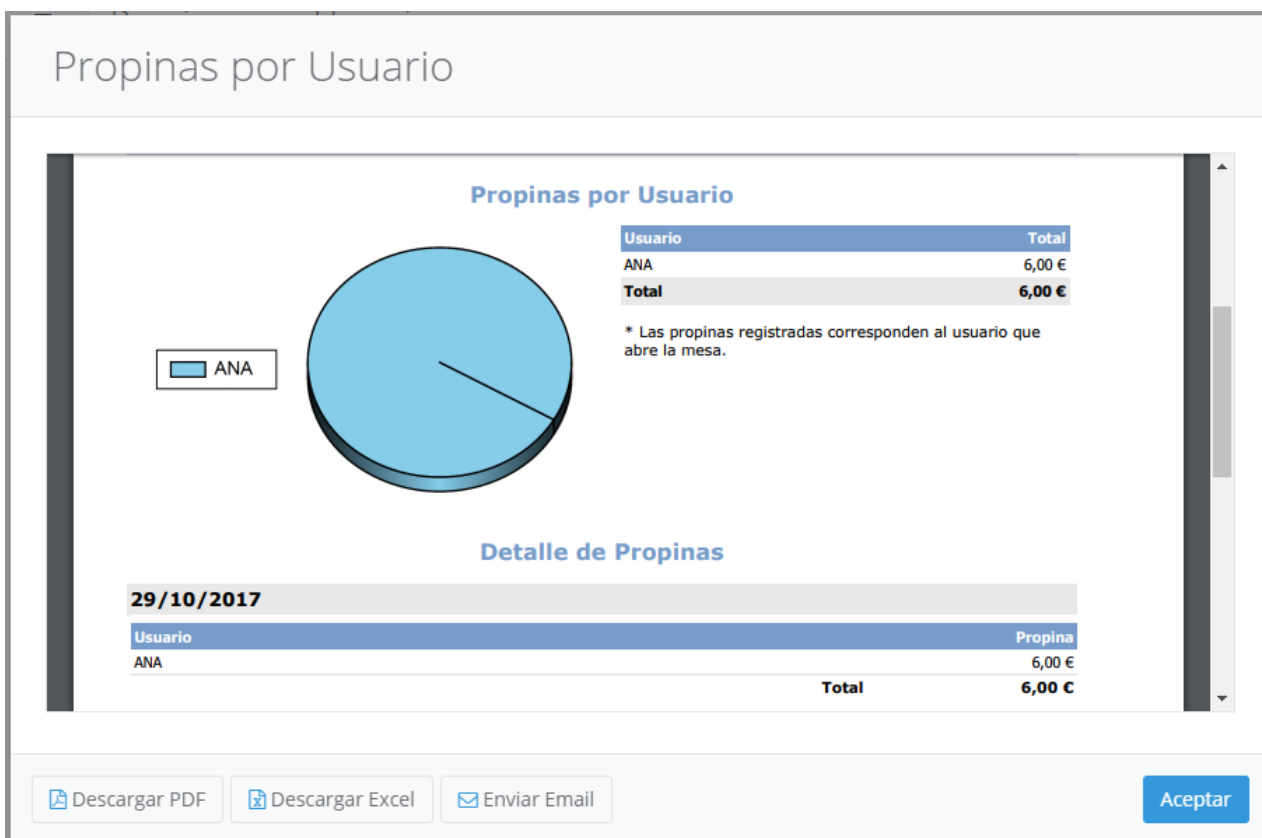 Propinas por Usuario
Propinas por Usuario
Usuario Total
ANA 6,00 €
Total 6,00 €
* Las propinas registradas corresponden al usuario que
abre la mesa.
ANA
Detalle de Propinas
29/10/2017
Usuario Propina
ANA 6,00 €
Total 6,00 €
Descargar PDF Descargar Excel Enviar Email Aceptar